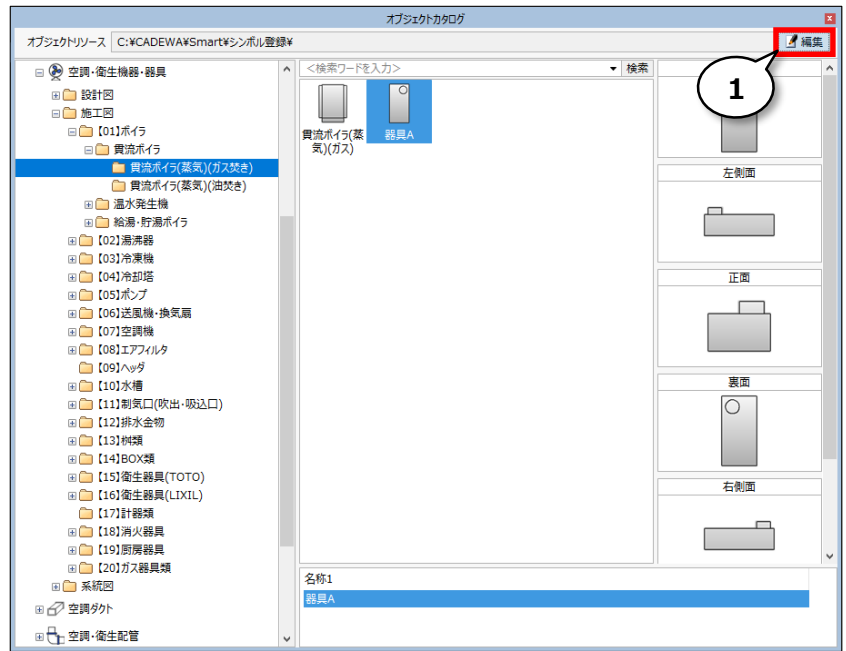 オブジェクトカタログ
オブジェクトリソース C:¥CADEWA¥Smart¥シンボル登録¥
編集
1
空調・衛生機器・器具
設計図
施工図
【01】ボイラ
貫流ボイラ
貫流ボイラ(蒸気)(ガス焚き)
貫流ボイラ(蒸気)(油焚き)
温水発生機
給湯・貯湯ボイラ
【02】湯沸器
【03】冷凍機
【04】冷却塔
【05】ポンプ
【06】送風機・換気扇
【07】空調機
【08】エアフィルタ
【09】ヘッダ
【10】水槽
【11】制気口(吹出・吸込口)
【12】排水金物
【13】桝類
【14】BOX類
【15】衛生器具(TOTO)
【16】衛生器具(LIXIL)
【17】計器類
【18】消火器具
【19】厨房器具
【20】ガス器具類
系統図
空調ダクト
空調・衛生配管
<検索ワードを入力>
検索
貫流ボイラ(蒸
気)(ガス)
器具A
左側面
正面
裏面
右側面
名称1
器具A